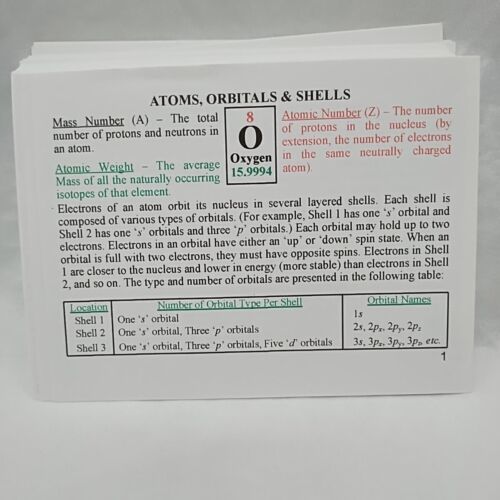 ATOMS, ORBITALS & SHELLS
Mass Number (A) – The total
number of protons and neutrons in
an atom.
Atomic Weight – The average
Mass of all the naturally occurring
isotopes of that element.
8
O
Oxygen
15.9994
Atomic Number (Z) – The number
of protons in the nucleus (by
extension, the number of electrons
in the same neutrally charged
atom).
Electrons of an atom orbit its nucleus in several layered shells. Each shell is
composed of various types of orbitals. (For example, Shell 1 has one ‘s’ orbital and
Shell 2 has one ‘s’ orbitals and three ‘p’ orbitals.) Each orbital may hold up to two
electrons. Electrons in an orbital have either an ‘up’ or ‘down’ spin state. When an
orbital is full with two electrons, they must have opposite spins. Electrons in Shell
1 are closer to the nucleus and lower in energy (more stable) than electrons in Shell
2, and so on. The type and number of orbitals are presented in the following table:
Location Number of Orbital Type Per Shell Orbital Names
Shell 1 One ‘s’ orbital 1s
Shell 2 One ‘s’ orbitals, Three ‘p’ orbitals 2s, 2px, 2py, 2pz
Shell 3 One ‘s’ orbital, Three ‘p’ orbitals, Five ‘d’ orbitals 3s, 3px, 3py, 3pz, etc.
1